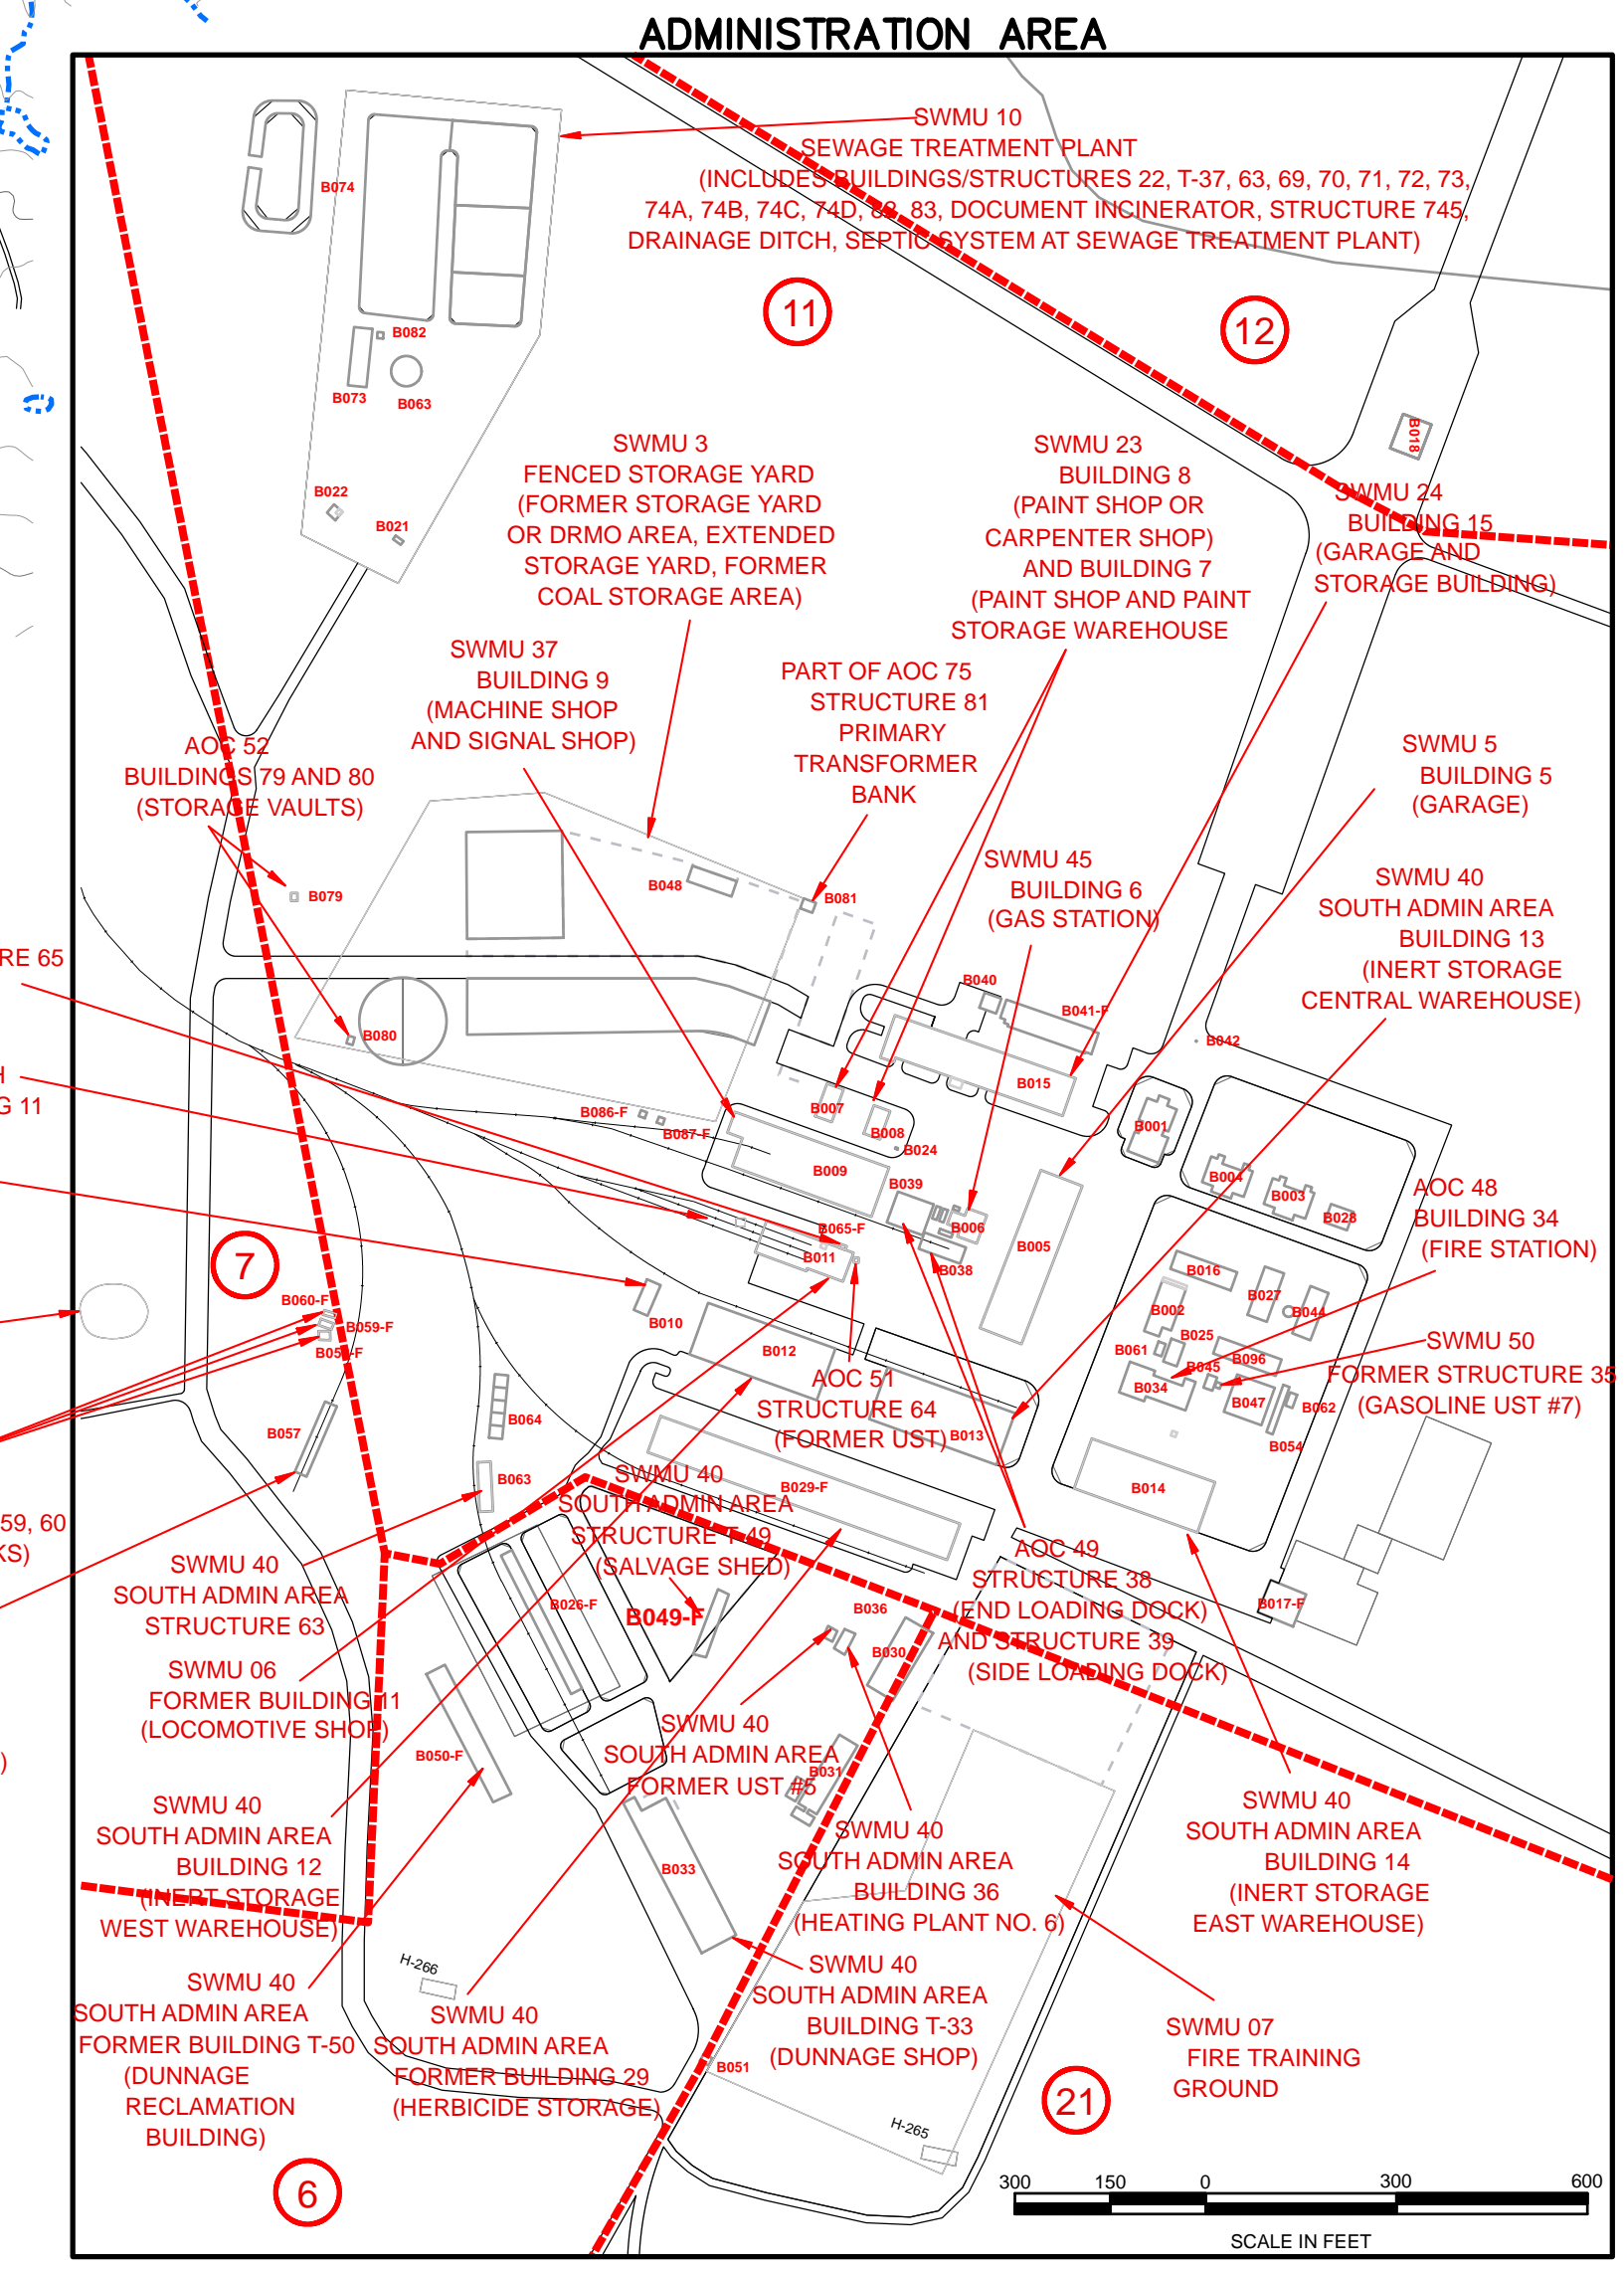 ADMINISTRATION AREA
SWMU 10
SEWAGE TREATMENT PLANT
(INCLUDES BUILDINGS/STRUCTURES 22, T-37, 63, 69, 70, 71, 72, 73,
74A, 74B, 74C, 74D, 82, 83, DOCUMENT INCINERATOR, STRUCTURE 745,
DRAINAGE DITCH, SEPTIC SYSTEM AT SEWAGE TREATMENT PLANT)
B074
11
12
B082
B073
B063
B018
B022
B021
SWMU 3
FENCED STORAGE YARD
(FORMER STORAGE YARD
OR DRMO AREA, EXTENDED
STORAGE YARD, FORMER
COAL STORAGE AREA)
SWMU 23
BUILDING 8
(PAINT SHOP OR
CARPENTER SHOP)
AND BUILDING 7
(PAINT SHOP AND PAINT
STORAGE WAREHOUSE
SWMU 24
BUILDING 15
(GARAGE AND
STORAGE BUILDING)
SWMU 37
BUILDING 9
(MACHINE SHOP
AND SIGNAL SHOP)
PART OF AOC 75
STRUCTURE 81
PRIMARY
TRANSFORMER
BANK
AOC 52
BUILDINGS 79 AND 80
(STORAGE VAULTS)
SWMU 5
BUILDING 5
(GARAGE)
SWMU 45
BUILDING 6
(GAS STATION)
SWMU 40
SOUTH ADMIN AREA
BUILDING 13
(INERT STORAGE
CENTRAL WAREHOUSE)
B048
B079
B081
RE 65
B040
B041-F
B080
B042
B015
H
G 11
B007
B086-F
B087-F
B008
B024
B001
B009
B039
B004
B003
B028
B065-F
B006
B011
B005
B038
AOC 48
BUILDING 34
(FIRE STATION)
7
B016
B027
B044
B002
B060-F
B059-F
B010
B025
B061
B012
B045
B096
B034
B047
B062
B054
SWMU 50
FORMER STRUCTURE 35
(GASOLINE UST #7)
AOC 51
STRUCTURE 64
(FORMER UST)
B013
B064
B057
B063
B029-F
B014
SWMU 40
SOUTH ADMIN AREA
STRUCTURE T-49
(SALVAGE SHED)
59, 60
KS)
SWMU 40
SOUTH ADMIN AREA
STRUCTURE 63
AOC 49
STRUCTURE 38
(END LOADING DOCK)
AND STRUCTURE 39
(SIDE LOADING DOCK)
B026-F
B049-F
B036
B030
B017-F
SWMU 06
FORMER BUILDING 11
(LOCOMOTIVE SHOP)
)
B050-F
SWMU 40
SOUTH ADMIN AREA
FORMER UST #5
B031
SWMU 40
SOUTH ADMIN AREA
BUILDING 12
(INERT STORAGE
WEST WAREHOUSE)
SWMU 40
SOUTH ADMIN AREA
BUILDING 36
(HEATING PLANT NO. 6)
SWMU 40
SOUTH ADMIN AREA
BUILDING 14
(INERT STORAGE
EAST WAREHOUSE)
B033
H-266
SWMU 40
SOUTH ADMIN AREA
FORMER BUILDING T-50
(DUNNAGE
RECLAMATION
BUILDING)
SWMU 40
SOUTH ADMIN AREA
FORMER BUILDING 29
(HERBICIDE STORAGE)
SWMU 40
SOUTH ADMIN AREA
BUILDING T-33
(DUNNAGE SHOP)
SWMU 07
FIRE TRAINING
GROUND
B051
21
H-265
6
300 150 0 300 600
SCALE IN FEET